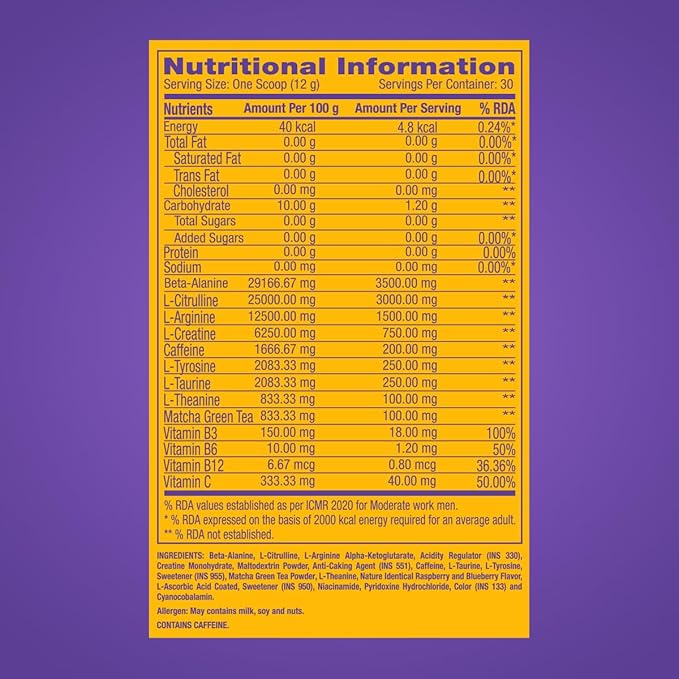 Nutritional Information
Serving Size: One Scoop (12 g) Servings Per Container: 30
Nutrients Amount Per 100 g Amount Per Serving % RDA
Energy 40 kcal 4.8 kcal 0.24%*
Total Fat 0.00 g 0.00 g 0.00%*
Saturated Fat 0.00 g 0.00 g 0.00%*
Trans Fat 0.00 g 0.00 g 0.00%*
Cholesterol 0.00 mg 0.00 mg **
Carbohydrate 10.00 g 1.20 g **
Total Sugars 0.00 g 0.00 g **
Added Sugars 0.00 g 0.00 g 0.00%*
Protein 0.00 g 0.00 g 0.00%
Sodium 0.00 mg 0.00 mg 0.00%*
Beta-Alanine 29166.67 mg 3500.00 mg **
L-Citrulline 25000.00 mg 3000.00 mg **
L-Arginine 12500.00 mg 1500.00 mg **
L-Creatine 6250.00 mg 750.00 mg **
Caffeine 1666.67 mg 200.00 mg **
L-Tyrosine 2083.33 mg 250.00 mg **
L-Taurine 2083.33 mg 250.00 mg **
L-Theanine 833.33 mg 100.00 mg **
Matcha Green Tea 833.33 mg 100.00 mg **
Vitamin B3 150.00 mg 18.00 mg 100%
Vitamin B6 10.00 mg 1.20 mg 50%
Vitamin B12 6.67 mcg 0.80 mcg 36.36%
Vitamin C 333.33 mg 40.00 mg 50.00%
% RDA values established as per ICMR 2020 for Moderate work men.
* % RDA expressed on the basis of 2000 kcal energy required for an average adult.
** % RDA not established.
INGREDIENTS: Beta-Alanine, L-Citrulline, L-Arginine Alpha-Ketoglutarate, Acidity Regulator (INS 330),
Creatine Monohydrate, Maltodextrin Powder, Anti-Caking Agent (INS 551), Caffeine, L-Taurine, L-Tyrosine,
Sweetener (INS 955), Matcha Green Tea Powder, L-Theanine, Nature Identical Raspberry and Blueberry Flavor,
L-Ascorbic Acid Coated, Sweetener (INS 950), Niacinamide, Pyridoxine Hydrochloride, Color (INS 133) and
Cyanocobalamin.
Allergen: May contains milk, soy and nuts.
CONTAINS CAFFEINE.